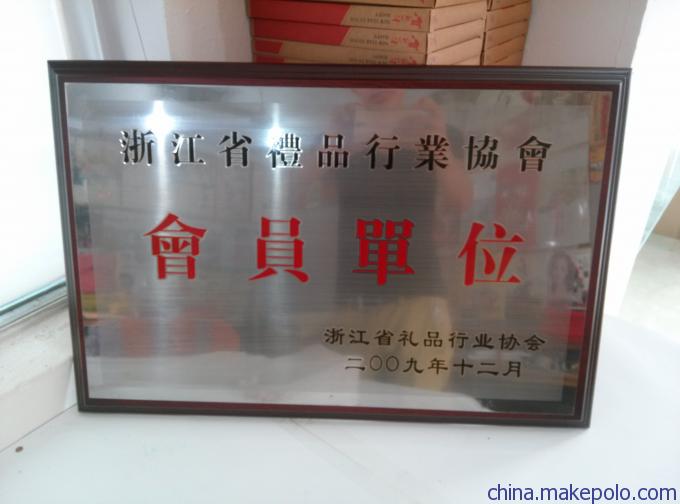 浙江省禮品行業協會
會員單位
浙江省礼品行业协会
二〇〇九年十二月
china.makepolo.com